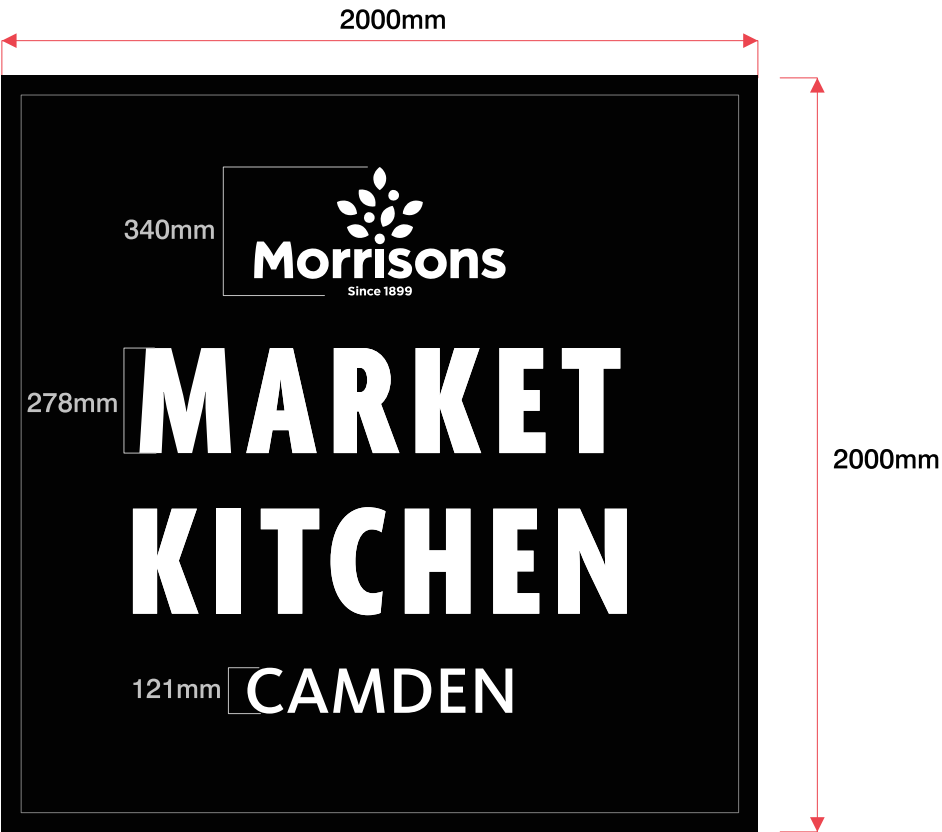 2000mm
340mm
Morrisons
Since 1899
278mm
MARKET
KITCHEN
2000mm
121mm
CAMDEN